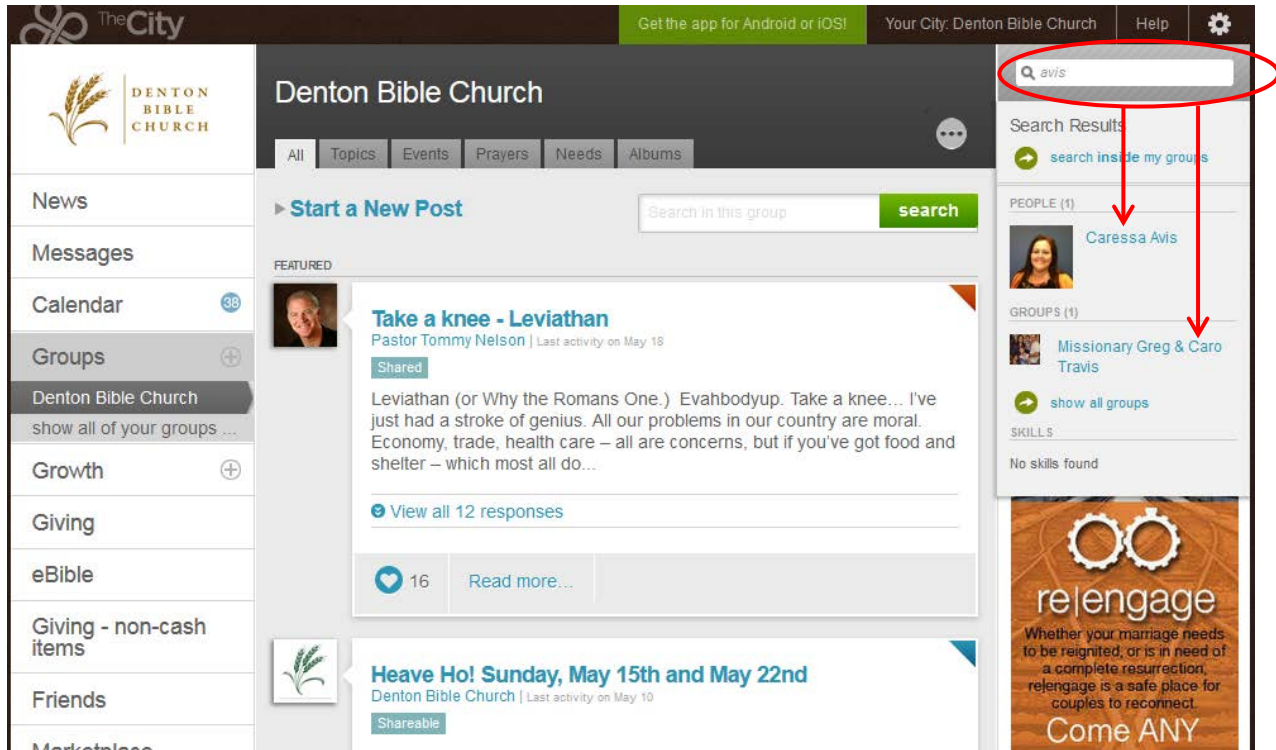 TheCity
Get the app for Android or iOS!
Your City: Denton Bible Church
Help
DENTON
BIBLE
CHURCH
News
Messages
Calendar 38
Groups
Denton Bible Church
show all of your groups ...
Growth
Giving
eBible
Giving - non-cash
items
Friends
Marketplace
Denton Bible Church
All Topics Events Prayers Needs Albums
Start a New Post
Search in this group search
FEATURED
Take a knee - Leviathan
Pastor Tommy Nelson | Last activity on May 18
Shared
Leviathan (or Why the Romans One.) Evahbodyup. Take a knee… I've
just had a stroke of genius. All our problems in our country are moral.
Economy, trade, health care – all are concerns, but if you've got food and
shelter – which most all do...
View all 12 responses
16 Read more...
Heave Ho! Sunday, May 15th and May 22nd
Denton Bible Church | Last activity on May 10
Shareable
avis
Search Results
search inside my groups
PEOPLE (1)
Caressa Avis
GROUPS (1)
Missionary Greg & Caro
Travis
show all groups
SKILLS
No skills found
re|engage
Whether your marriage needs
to be reignited, or is in need of
a complete resurrection,
re|engage is a safe place for
couples to reconnect.
Come ANY